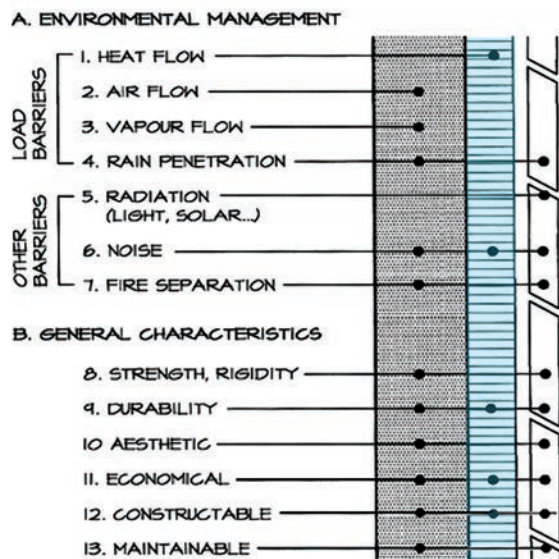 A. ENVIRONMENTAL MANAGEMENT
LOAD BARRIERS
1. HEAT FLOW
2. AIR FLOW
3. VAPOUR FLOW
4. RAIN PENETRATION
OTHER BARRIERS
5. RADIATION
(LIGHT, SOLAR...)
6. NOISE
7. FIRE SEPARATION
B. GENERAL CHARACTERISTICS
8. STRENGTH, RIGIDITY
9. DURABILITY
10 AESTHETIC
11. ECONOMICAL
12. CONSTRUCTABLE
13. MAINTAINABLE